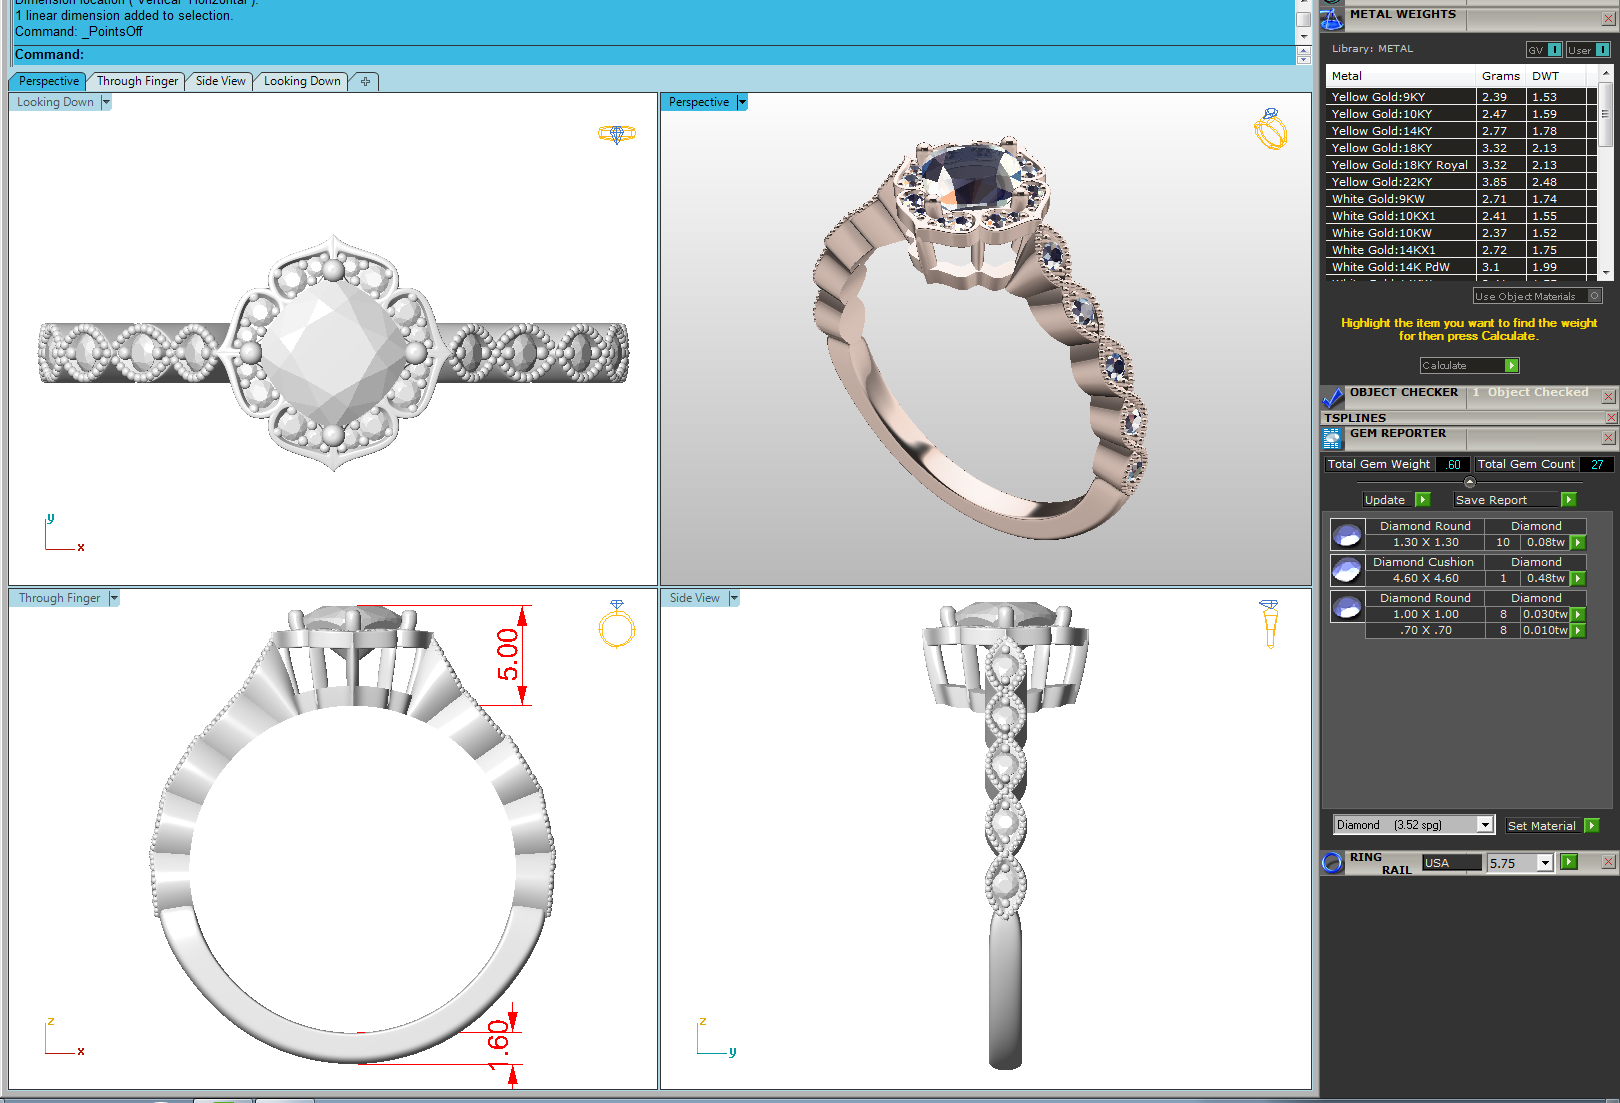 Dimension location ( Vertical Horizontal ):
1 linear dimension added to selection.
Command: _PointsOff
Command:
Perspective Through Finger Side View Looking Down
Looking Down
Perspective
y
x
Through Finger
5.00
1.60
z
x
Side View
z
y
METAL WEIGHTS
Library: METAL GV User
Metal Grams DWT
Yellow Gold:9KY 2.39 1.53
Yellow Gold:10KY 2.47 1.59
Yellow Gold:14KY 2.77 1.78
Yellow Gold:18KY 3.32 2.13
Yellow Gold:18KY Royal 3.32 2.13
Yellow Gold:22KY 3.85 2.48
White Gold:9KW 2.71 1.74
White Gold:10KX1 2.41 1.55
White Gold:10KW 2.37 1.52
White Gold:14KX1 2.72 1.75
White Gold:14K PdW 3.1 1.99
Use Object Materials
Highlight the item you want to find the weight
for then press Calculate.
Calculate
OBJECT CHECKER 1 Object Checked
TSPLINES
GEM REPORTER
Total Gem Weight .60 Total Gem Count 27
Update Save Report
Diamond Round Diamond
1.30 X 1.30 10 0.08tw
Diamond Cushion Diamond
4.60 X 4.60 1 0.48tw
Diamond Round Diamond
1.00 X 1.00 8 0.030tw
.70 X .70 8 0.010tw
Diamond (3.52 spg) Set Material
RING RAIL USA 5.75